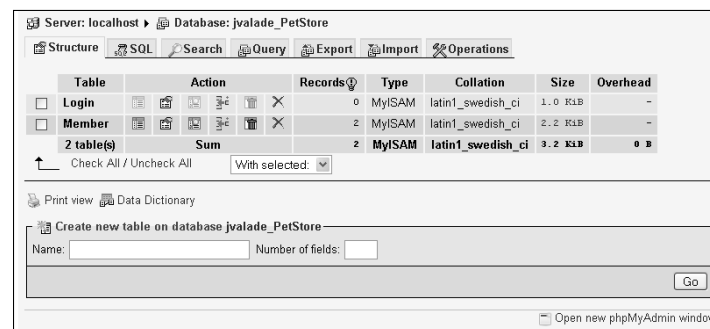 Server: localhost ▸ Database: jvalade_PetStore
Structure SQL Search Query Export Import Operations
Table Action Records Type Collation Size Overhead
Login 0 MyISAM latin1_swedish_ci 1.0 KiB -
Member 2 MyISAM latin1_swedish_ci 2.2 KiB -
2 table(s) Sum 2 MyISAM latin1_swedish_ci 3.2 KiB 0 B
Check All / Uncheck All With selected:
Print view Data Dictionary
Create new table on database jvalade_PetStore
Name: Number of fields:
Go
Open new phpMyAdmin window